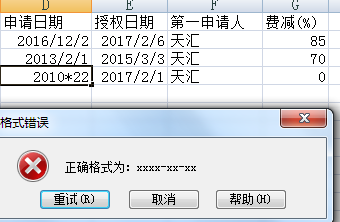 D E F G
申请日期 授权日期 第一申请人 费减(%)
2016/12/2 2017/2/6 天汇 85
2013/2/1 2015/3/3 天汇 70
2010*22 2017/2/1 天汇 0
格式错误
正确格式为: xxxx-xx-xx
重试(R) 取消 帮助(H)